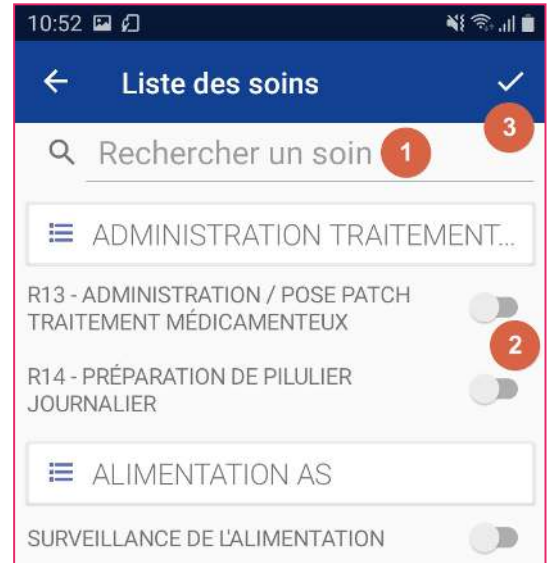 10:52
Liste des soins
3
Rechercher un soin 1
ADMINISTRATION TRAITEMENT...
R13 - ADMINISTRATION / POSE PATCH
TRAITEMENT MÉDICAMENTEUX
2
R14 - PRÉPARATION DE PILULIER
JOURNALIER
ALIMENTATION AS
SURVEILLANCE DE L'ALIMENTATION